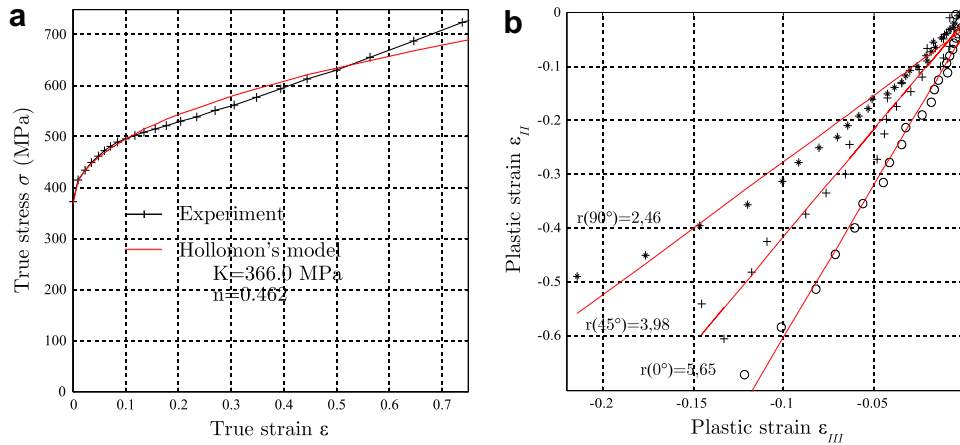 a
700
600
500
400
300
200
100
0
True stress σ (MPa)
Experiment
Hollomon's model
K=366.0 MPa
n=0.462
0
0.1
0.2
0.3
0.4
0.5
0.6
0.7
True strain ε
b
0
-0.1
-0.2
-0.3
-0.4
-0.5
-0.6
Plastic strain ε_II
r(90°)=2,46
r(45°)=3,98
r(0°)=5,65
-0.2
-0.15
-0.1
-0.05
Plastic strain ε_III